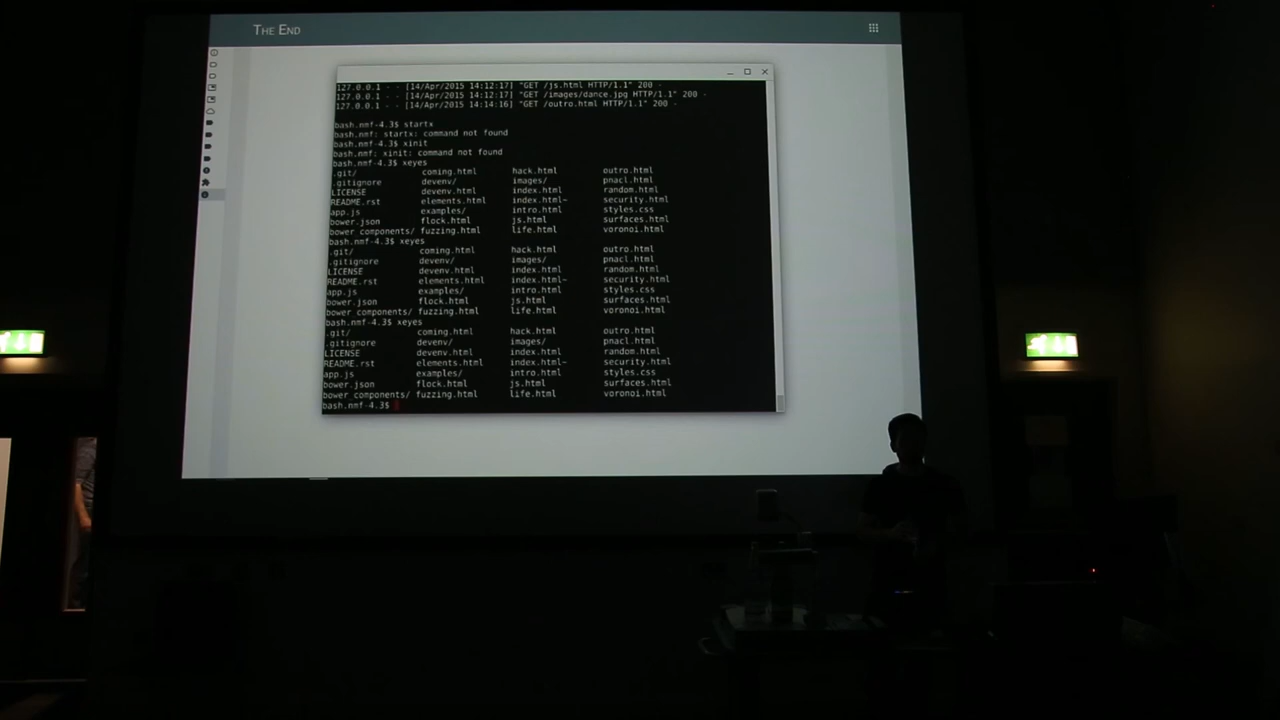 The End
127.0.0.1 - - [14/Apr/2015 14:12:17] "GET /js.html HTTP/1.1" 200 -
127.0.0.1 - - [14/Apr/2015 14:12:17] "GET /images/dance.jpg HTTP/1.1" 200 -
127.0.0.1 - - [14/Apr/2015 14:14:16] "GET /outro.html HTTP/1.1" 200 -
bash.nmf-4.3$ startx
bash.nmf: startx: command not found
bash.nmf-4.3$ xinit
bash.nmf: xinit: command not found
bash.nmf-4.3$ xeyes
.git/ coming.html hack.html outro.html
.gitignore devenv/ images/ pnacl.html
LICENSE devenv.html index.html random.html
README.rst elements.html index.html~ security.html
app.js examples/ intro.html styles.css
bower.json flock.html js.html surfaces.html
bower_components/ fuzzing.html life.html voronoi.html
bash.nmf-4.3$ xeyes
.git/ coming.html hack.html outro.html
.gitignore devenv/ images/ pnacl.html
LICENSE devenv.html index.html random.html
README.rst elements.html index.html~ security.html
app.js examples/ intro.html styles.css
bower.json flock.html js.html surfaces.html
bower_components/ fuzzing.html life.html voronoi.html
bash.nmf-4.3$ xeyes
.git/ coming.html hack.html outro.html
.gitignore devenv/ images/ pnacl.html
LICENSE devenv.html index.html random.html
README.rst elements.html index.html~ security.html
app.js examples/ intro.html styles.css
bower.json flock.html js.html surfaces.html
bower_components/ fuzzing.html life.html voronoi.html
bash.nmf-4.3$